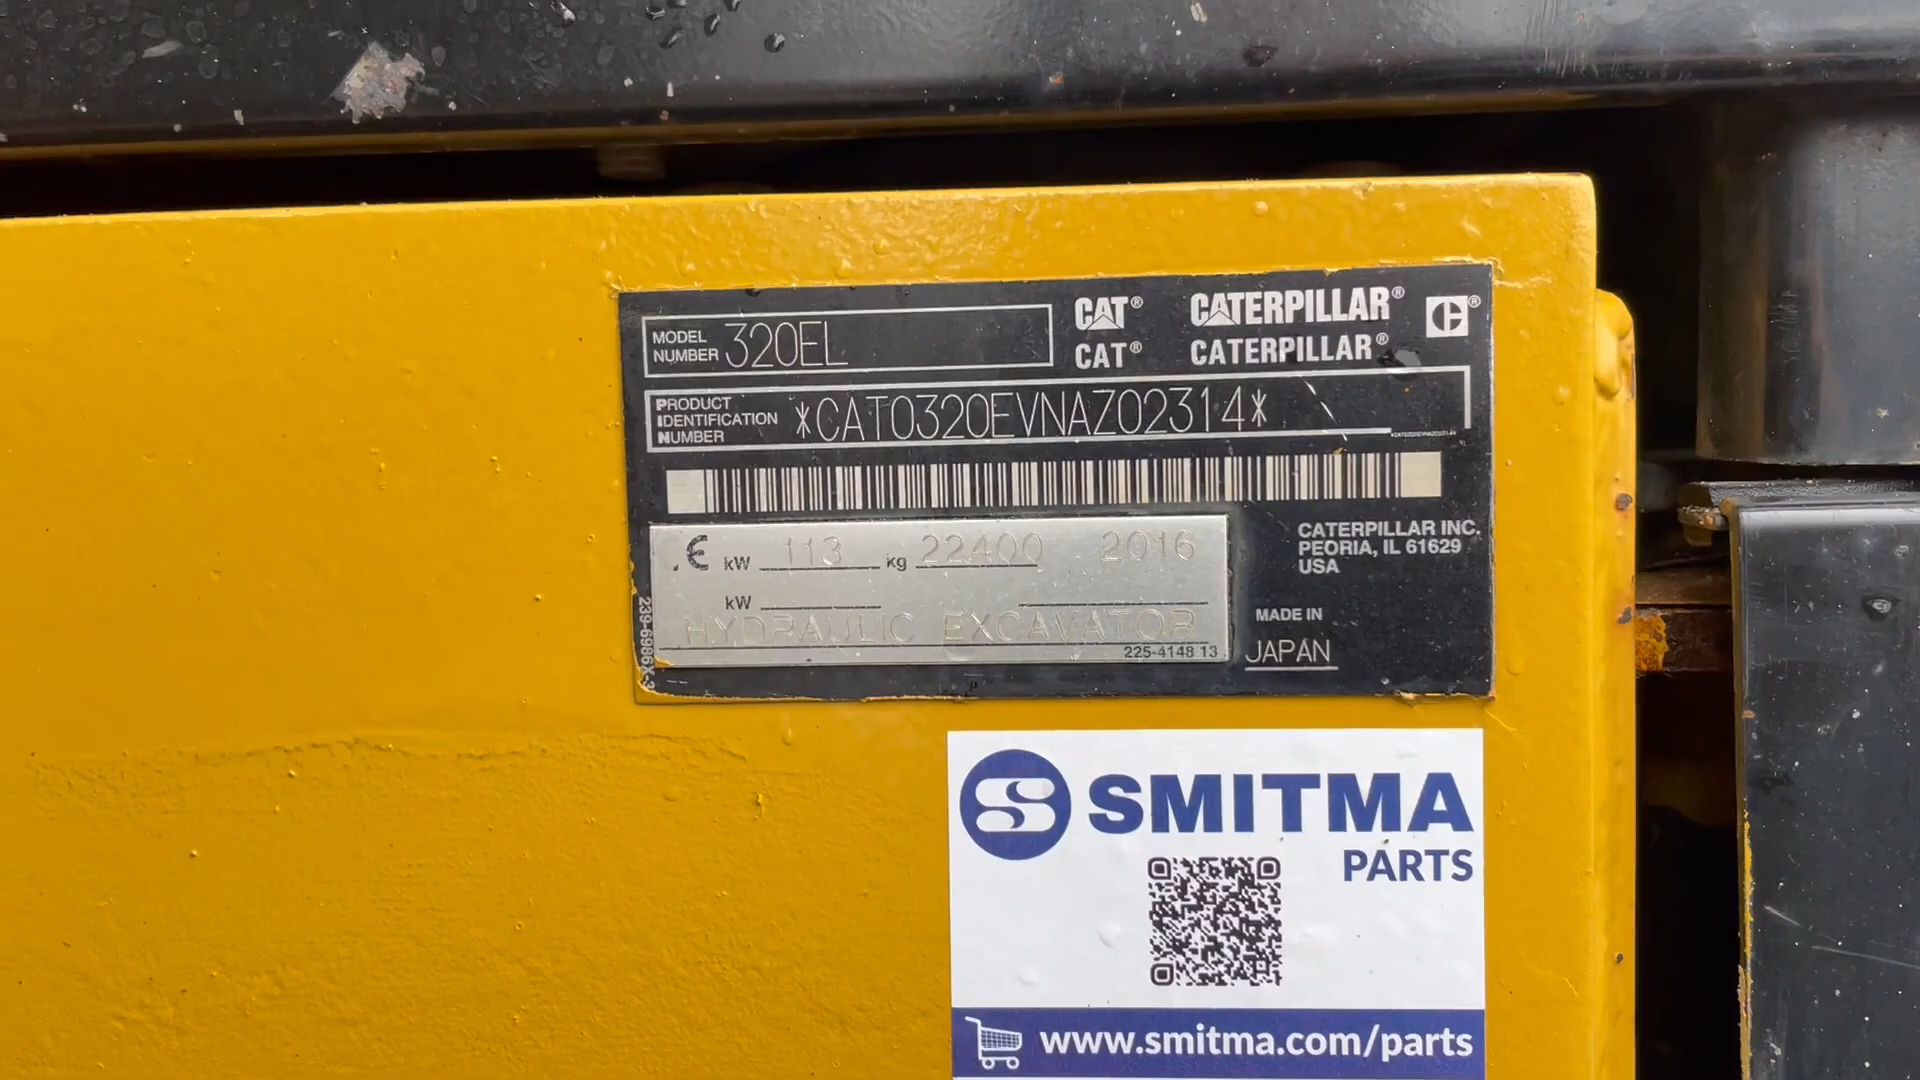 MODEL NUMBER 320EL
CAT® CATERPILLAR®
CAT® CATERPILLAR®
PRODUCT IDENTIFICATION NUMBER *CAT0320EVNAZ02314*
CE kW 113 kg 22400 2016
kW
HYDRAULIC EXCAVATOR
225-4148 13
239-6986X-3
CATERPILLAR INC.
PEORIA, IL 61629
USA
MADE IN
JAPAN
SMITMA
PARTS
www.smitma.com/parts